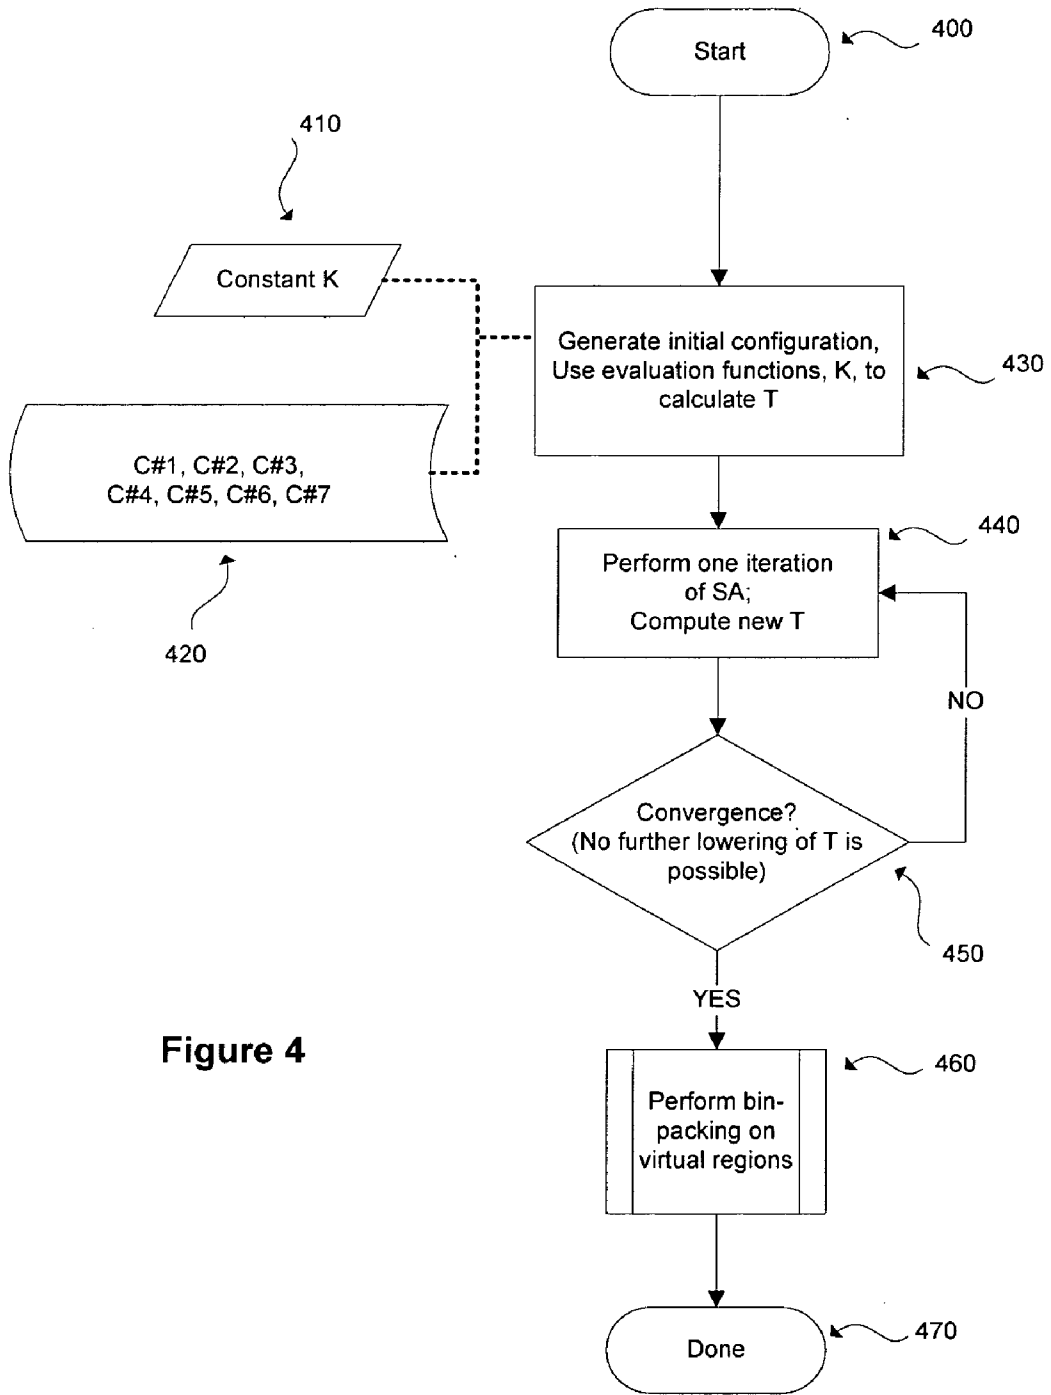 Start
400
410
Constant K
Generate initial configuration,
Use evaluation functions, K, to
calculate T
430
C#1, C#2, C#3,
C#4, C#5, C#6, C#7
420
440
Perform one iteration
of SA;
Compute new T
NO
Convergence?
(No further lowering of T is
possible)
450
YES
Figure 4
460
Perform bin-
packing on
virtual regions
470
Done